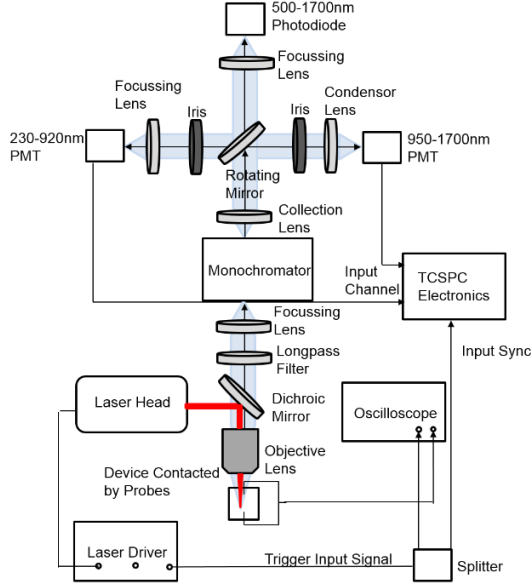 500-1700nm
Photodiode
Focussing
Lens
Focussing
Lens
Iris
Iris
Condensor
Lens
230-920nm
PMT
950-1700nm
PMT
Rotating
Mirror
Collection
Lens
Monochromator
Input
Channel
TCSPC
Electronics
Focussing
Lens
Input Sync
Longpass
Filter
Laser Head
Dichroic
Mirror
Oscilloscope
Objective
Lens
Device Contacted
by Probes
Laser Driver
Trigger Input Signal
Splitter